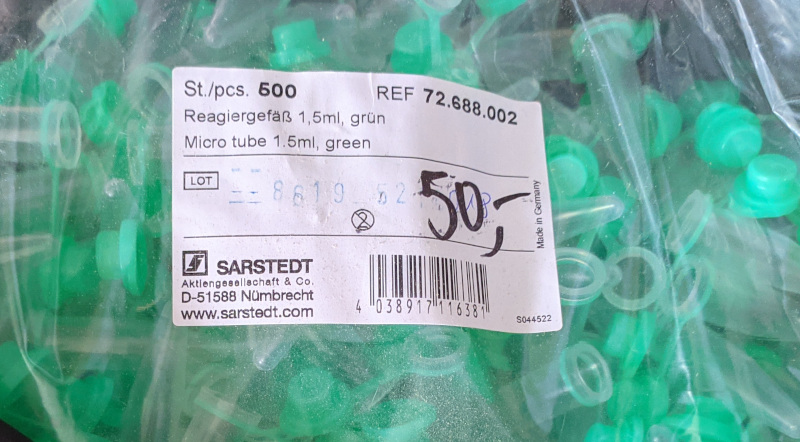 St./pcs. 500 REF 72.688.002
Reagiergefäß 1,5ml, grün
Micro tube 1.5ml, green
LOT 8619
50,-
Made in Germany
SARSTEDT
Aktiengesellschaft & Co.
D-51588 Nümbrecht
www.sarstedt.com
4 038917 116381
S044522